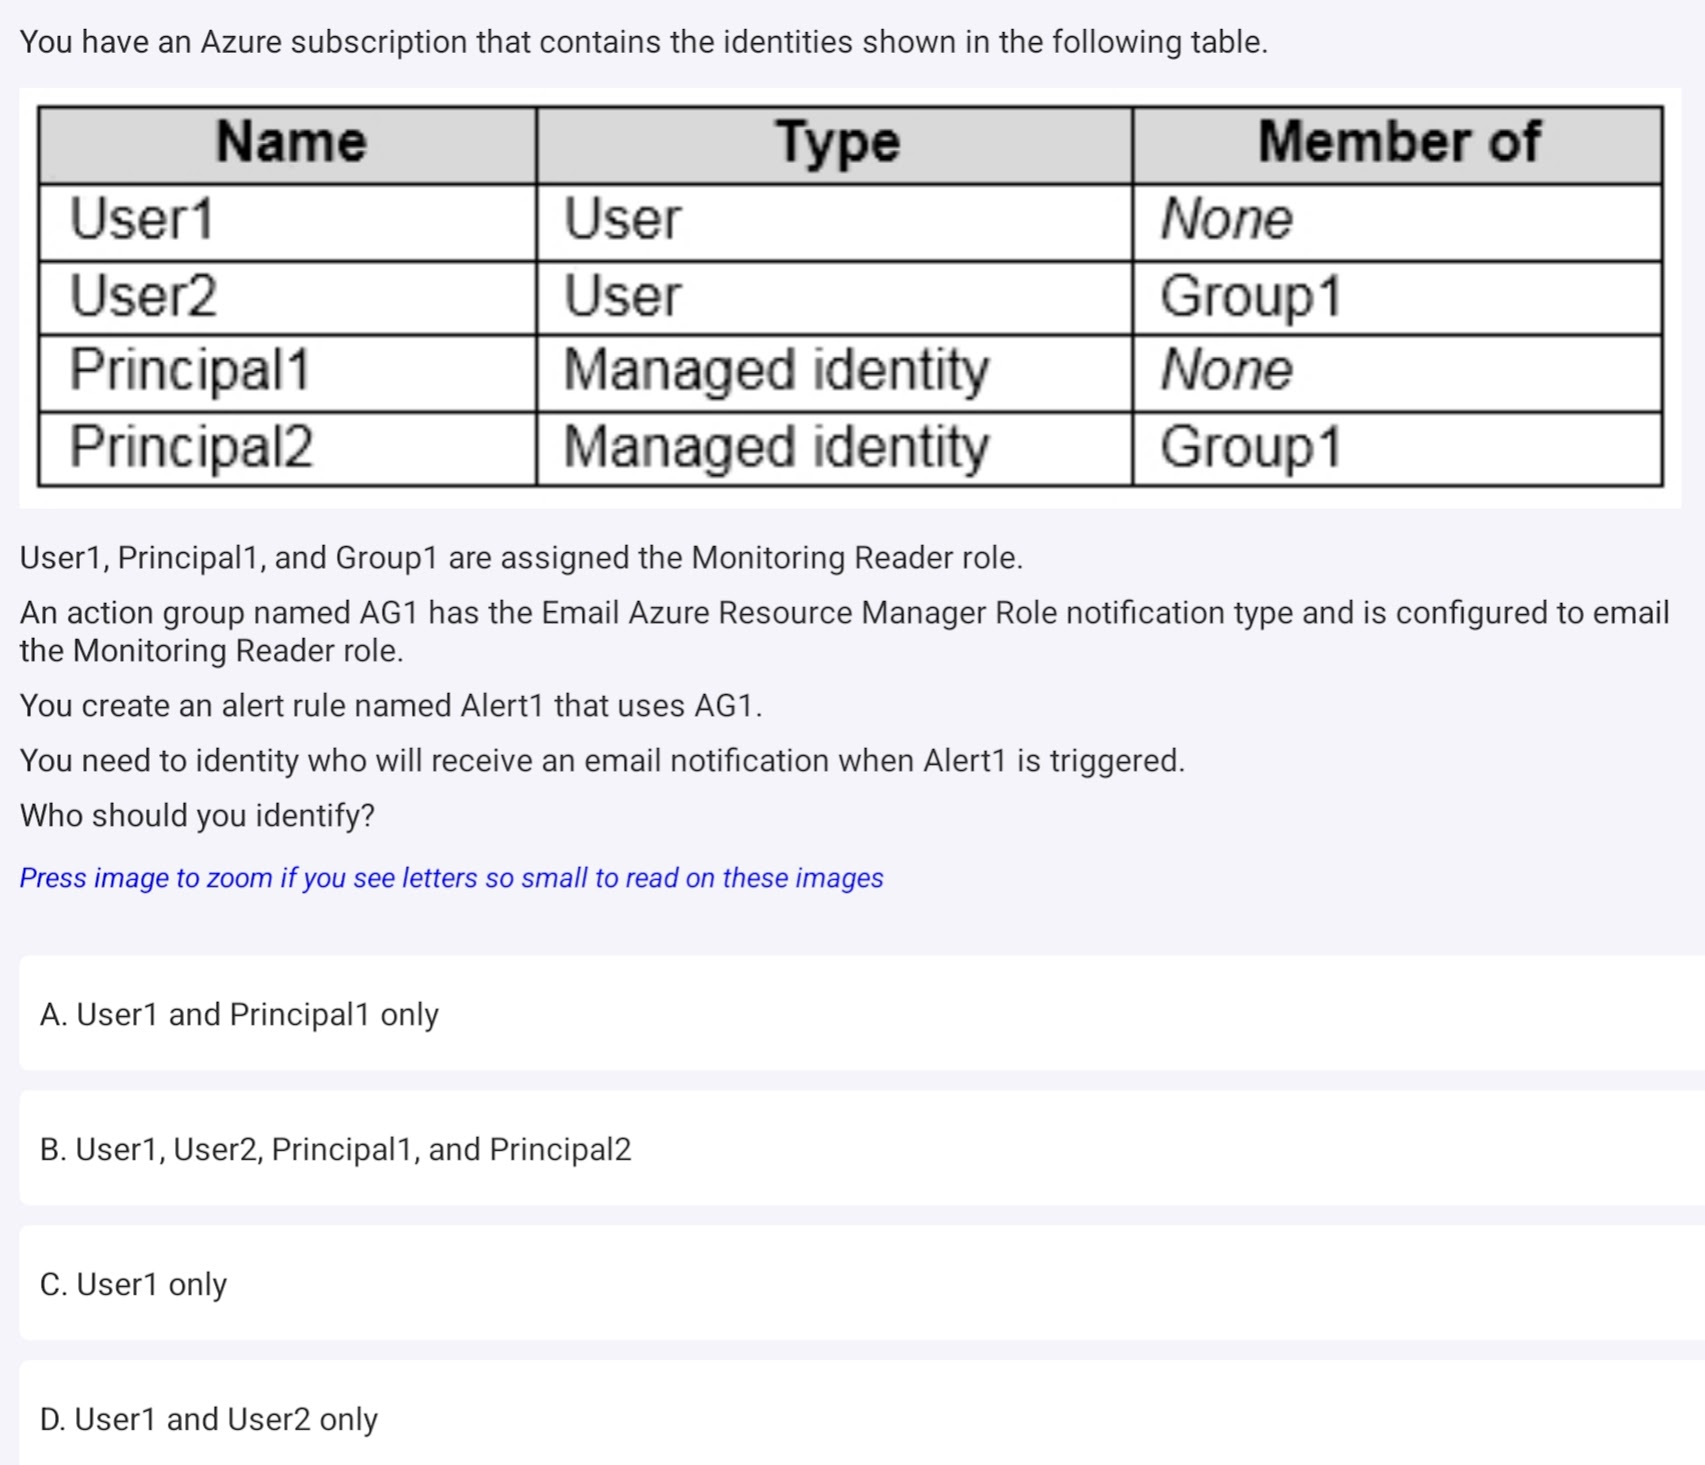 You have an Azure subscription that contains the identities shown in the following table.
Name Type Member of
User1 User None
User2 User Group1
Principal1 Managed identity None
Principal2 Managed identity Group1
User1, Principal1, and Group1 are assigned the Monitoring Reader role.
An action group named AG1 has the Email Azure Resource Manager Role notification type and is configured to email
the Monitoring Reader role.
You create an alert rule named Alert1 that uses AG1.
You need to identity who will receive an email notification when Alert1 is triggered.
Who should you identify?
Press image to zoom if you see letters so small to read on these images
A. User1 and Principal1 only
B. User1, User2, Principal1, and Principal2
C. User1 only
D. User1 and User2 only